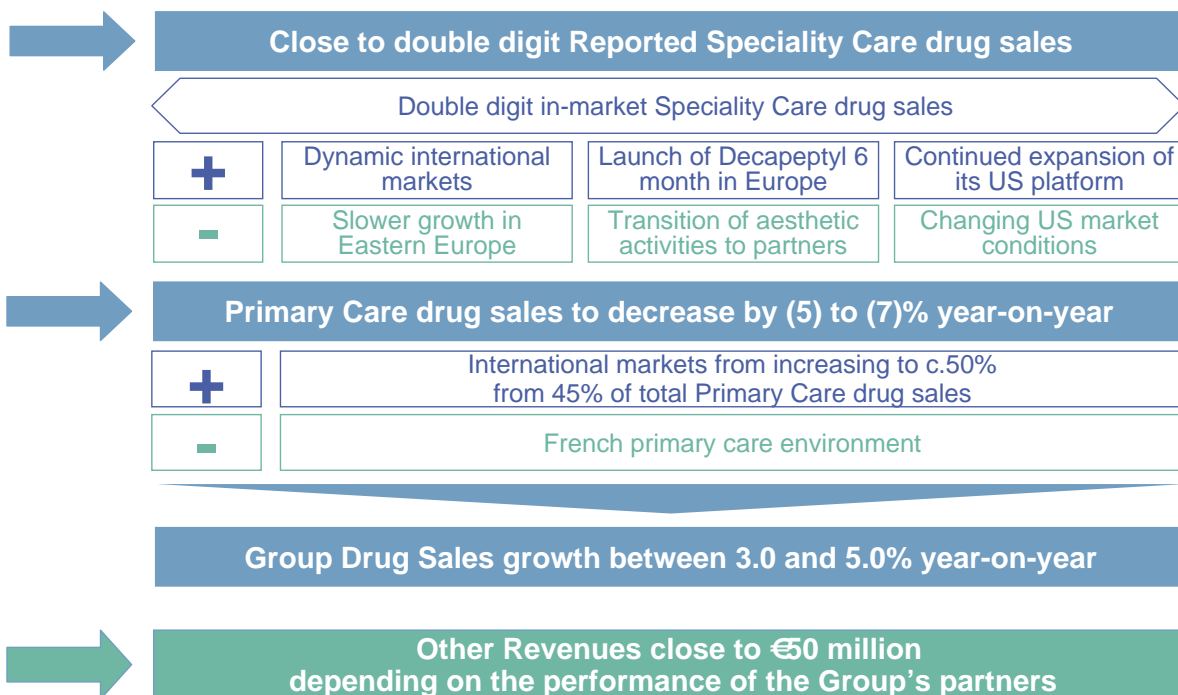 Close to double digit Reported Speciality Care drug sales
Double digit in-market Speciality Care drug sales
+
Dynamic international
markets
Launch of Decapeptyl 6
month in Europe
Continued expansion of
its US platform
-
Slower growth in
Eastern Europe
Transition of aesthetic
activities to partners
Changing US market
conditions
Primary Care drug sales to decrease by (5) to (7)% year-on-year
+
International markets from increasing to c.50%
from 45% of total Primary Care drug sales
-
French primary care environment
Group Drug Sales growth between 3.0 and 5.0% year-on-year
Other Revenues close to €50 million
depending on the performance of the Group's partners